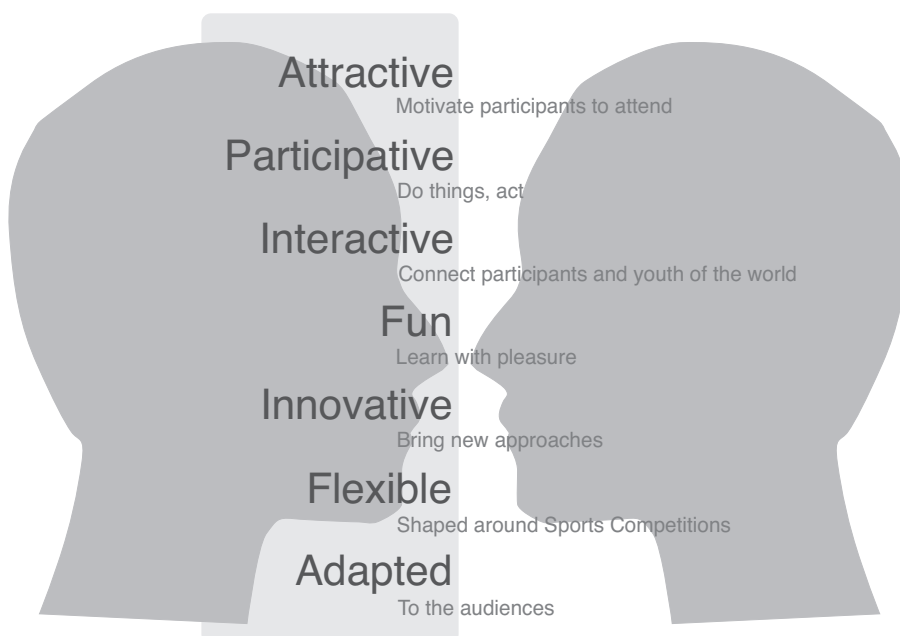 Attractive
Motivate participants to attend
Participative
Do things, act
Interactive
Connect participants and youth of the world
Fun
Learn with pleasure
Innovative
Bring new approaches
Flexible
Shaped around Sports Competitions
Adapted
To the audiences